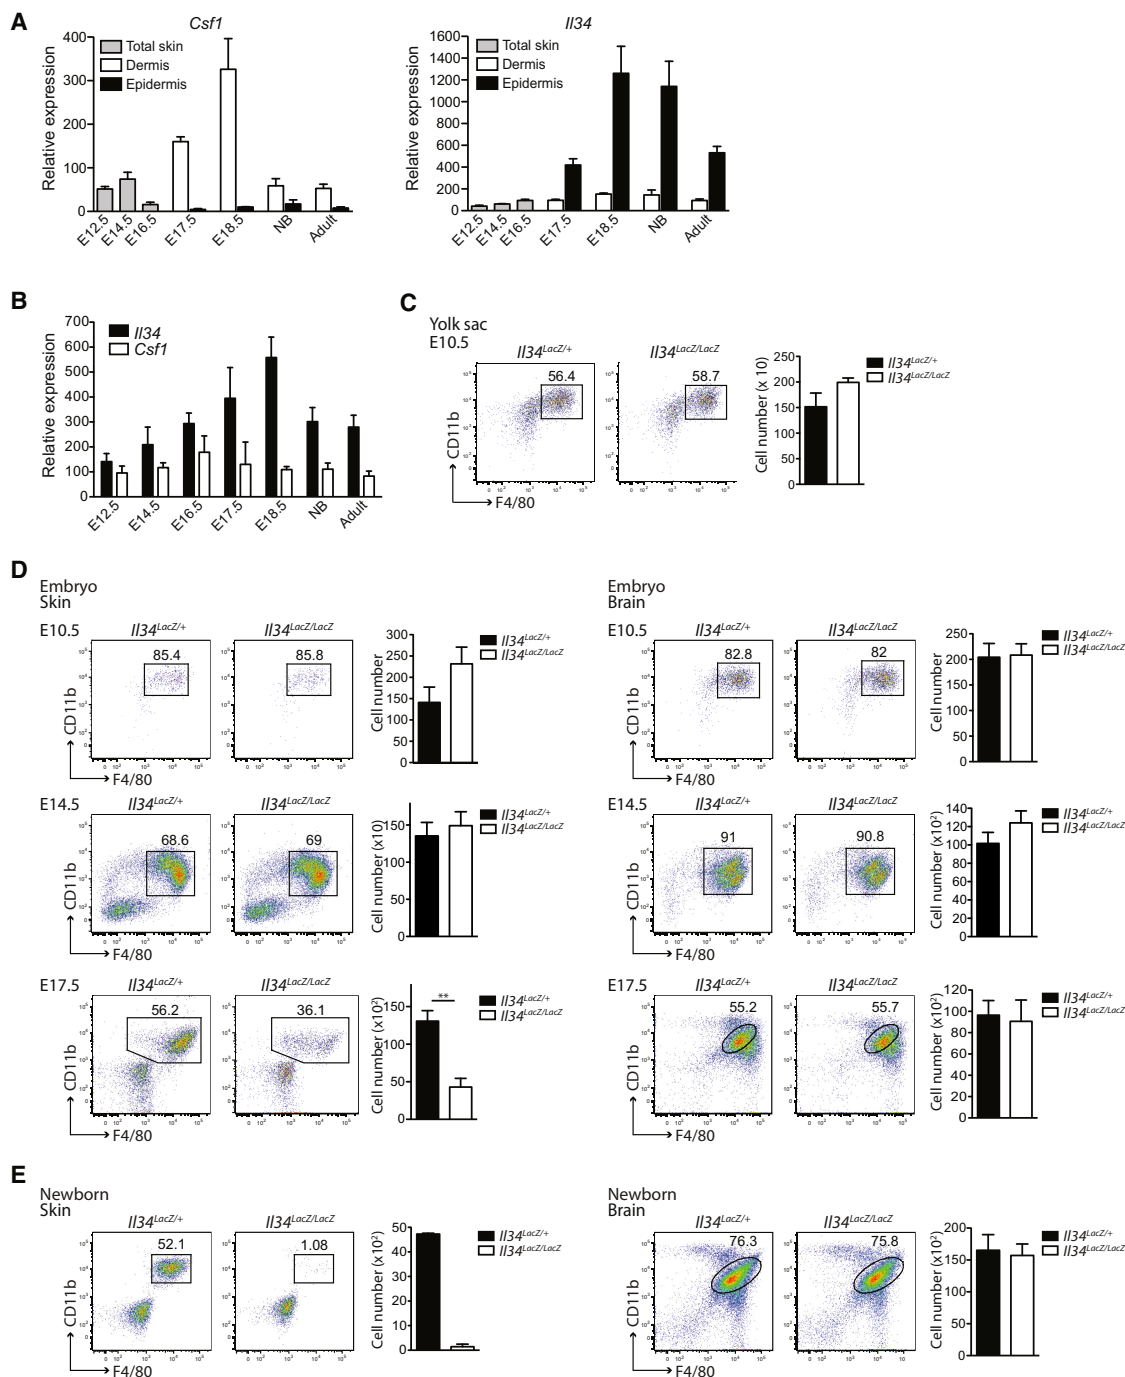 A
Csf1
Relative expression
400
300
200
100
0
Total skin
Dermis
Epidermis
E12.5
E14.5
E16.5
E17.5
E18.5
NB
Adult
Il34
Relative expression
1600
1400
1200
1000
800
600
400
200
0
Total skin
Dermis
Epidermis
E12.5
E14.5
E16.5
E17.5
E18.5
NB
Adult
B
Relative expression
700
600
500
400
300
200
100
0
Il34
Csf1
E12.5
E14.5
E16.5
E17.5
E18.5
NB
Adult
C
Yolk sac
E10.5
Il34LacZ/+
Il34LacZ/LacZ
56.4
58.7
CD11b
F4/80
Cell number (x 10)
250
200
150
100
50
0
Il34LacZ/+
Il34LacZ/LacZ
D
Embryo
Skin
E10.5
Il34LacZ/+
Il34LacZ/LacZ
85.4
85.8
CD11b
F4/80
Cell number
300
250
200
150
100
50
0
Il34LacZ/+
Il34LacZ/LacZ
E14.5
Il34LacZ/+
Il34LacZ/LacZ
68.6
69
CD11b
F4/80
Cell number (x10)
150
100
50
0
Il34LacZ/+
Il34LacZ/LacZ
E17.5
Il34LacZ/+
Il34LacZ/LacZ
56.2
36.1
CD11b
F4/80
Cell number (x10²)
150
100
50
0
**
Il34LacZ/+
Il34LacZ/LacZ
Embryo
Brain
E10.5
Il34LacZ/+
Il34LacZ/LacZ
82.8
82
CD11b
F4/80
Cell number
250
200
150
100
50
0
Il34LacZ/+
Il34LacZ/LacZ
E14.5
Il34LacZ/+
Il34LacZ/LacZ
91
90.8
CD11b
F4/80
Cell number (x10²)
140
120
100
80
60
40
20
0
Il34LacZ/+
Il34LacZ/LacZ
E17.5
Il34LacZ/+
Il34LacZ/LacZ
55.2
55.7
CD11b
F4/80
Cell number (x10²)
120
100
80
60
40
20
0
Il34LacZ/+
Il34LacZ/LacZ
E
Newborn
Skin
Il34LacZ/+
Il34LacZ/LacZ
52.1
1.08
CD11b
F4/80
Cell number (x10²)
50
40
30
20
10
0
Il34LacZ/+
Il34LacZ/LacZ
Newborn
Brain
Il34LacZ/+
Il34LacZ/LacZ
76.3
75.8
CD11b
F4/80
Cell number (x10²)
200
150
100
50
0
Il34LacZ/+
Il34LacZ/LacZ